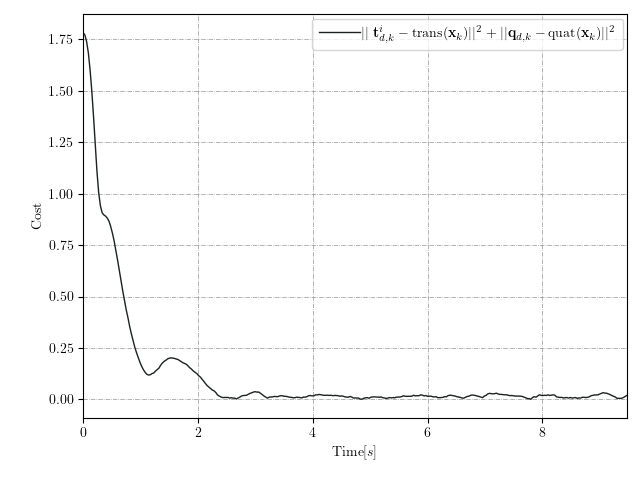 || t^i_{d,k} − trans(x_k)||^2 + ||q_{d,k} − quat(x_k)||^2
1.75
1.50
1.25
1.00
0.75
0.50
0.25
0.00
Cost
0 2 4 6 8
Time[s]